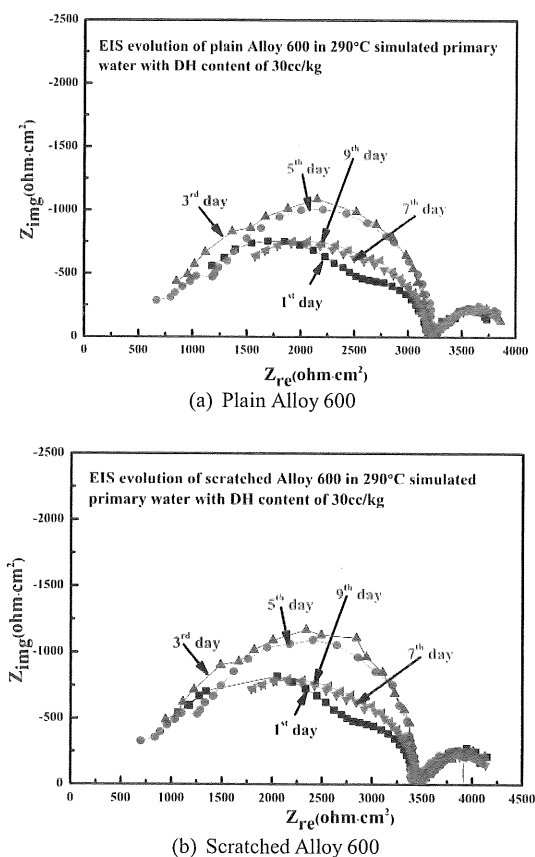 -2500
EIS evolution of plain Alloy 600 in 290°C simulated primary
water with DH content of 30cc/kg
-2000
-1500
9th day
5th day
3rd day
7th day
-1000
-500
1st day
0
0 500 1000 1500 2000 2500 3000 3500 4000
Zimg(ohm·cm²)
Zre(ohm·cm²)
(a) Plain Alloy 600
-2500
EIS evolution of scratched Alloy 600 in 290°C simulated
primary water with DH content of 30cc/kg
-2000
-1500
9th day
5th day
3rd day
7th day
-1000
-500
1st day
0
0 500 1000 1500 2000 2500 3000 3500 4000 4500
Zimg(ohm·cm²)
Zre(ohm·cm²)
(b) Scratched Alloy 600